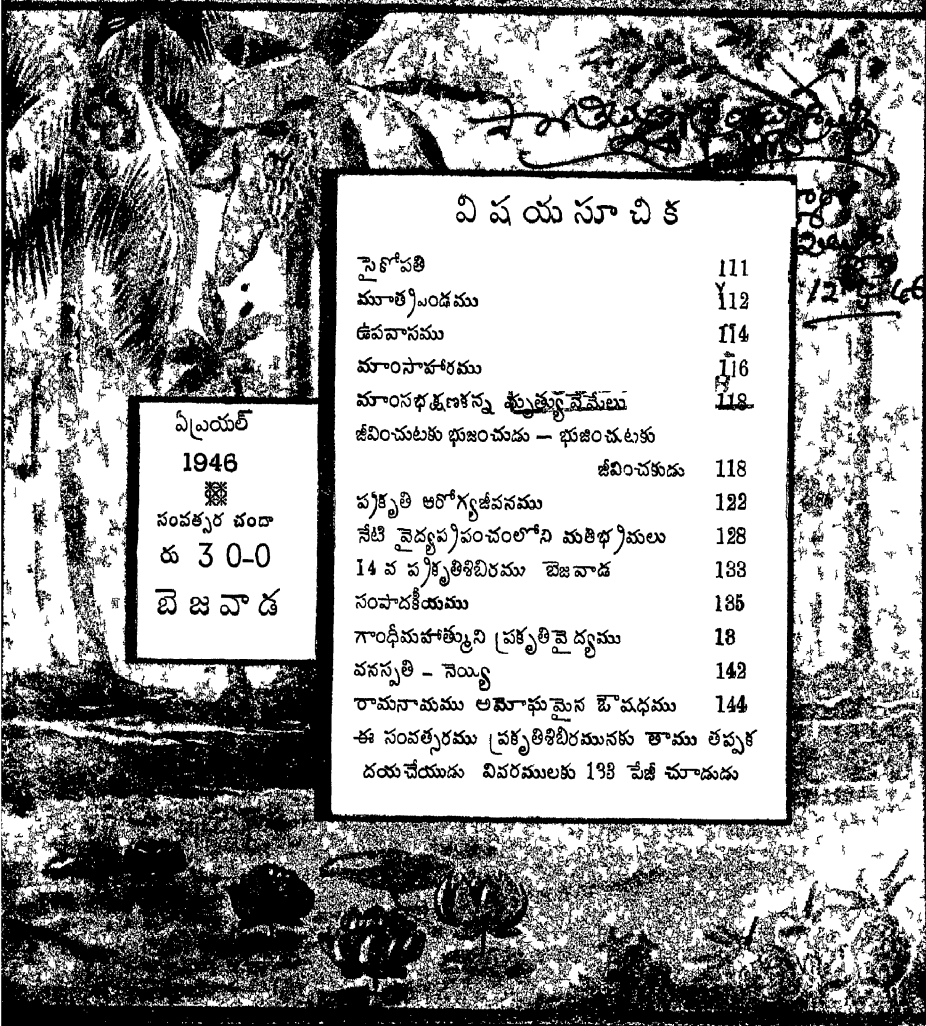 విషయసూచిక
సైకోపతి 111
మూత్రపిండము 112
ఉపవాసము 114
మాంసాహారము 116
మాంసభక్షణకన్న మృత్యువేమేలు 118
జీవించుటకు భుజంచుడు — భుజించుటకు
జీవించకుడు 118
ప్రకృతి ఆరోగ్యజీవనము 122
నేటి వైద్యప్రపంచంలోని మతిభ్రమలు 128
14 వ ప్రకృతిశిబిరము బెజవాడ 133
సంపాదకీయము 135
గాంధీమహాత్ముని ప్రకృతివైద్యము 18
వనస్పతి - నెయ్యి 142
రామనామము అమోఘమైన ఔషధము 144
ఈ సంవత్సరము ప్రకృతిశిబిరమునకు తాము తప్పక
దయచేయుడు వివరములకు 133 పేజీ చూడుడు
ఏప్రియల్
1946
సంవత్సర చందా
రు 3 0-0
బెజవాడ